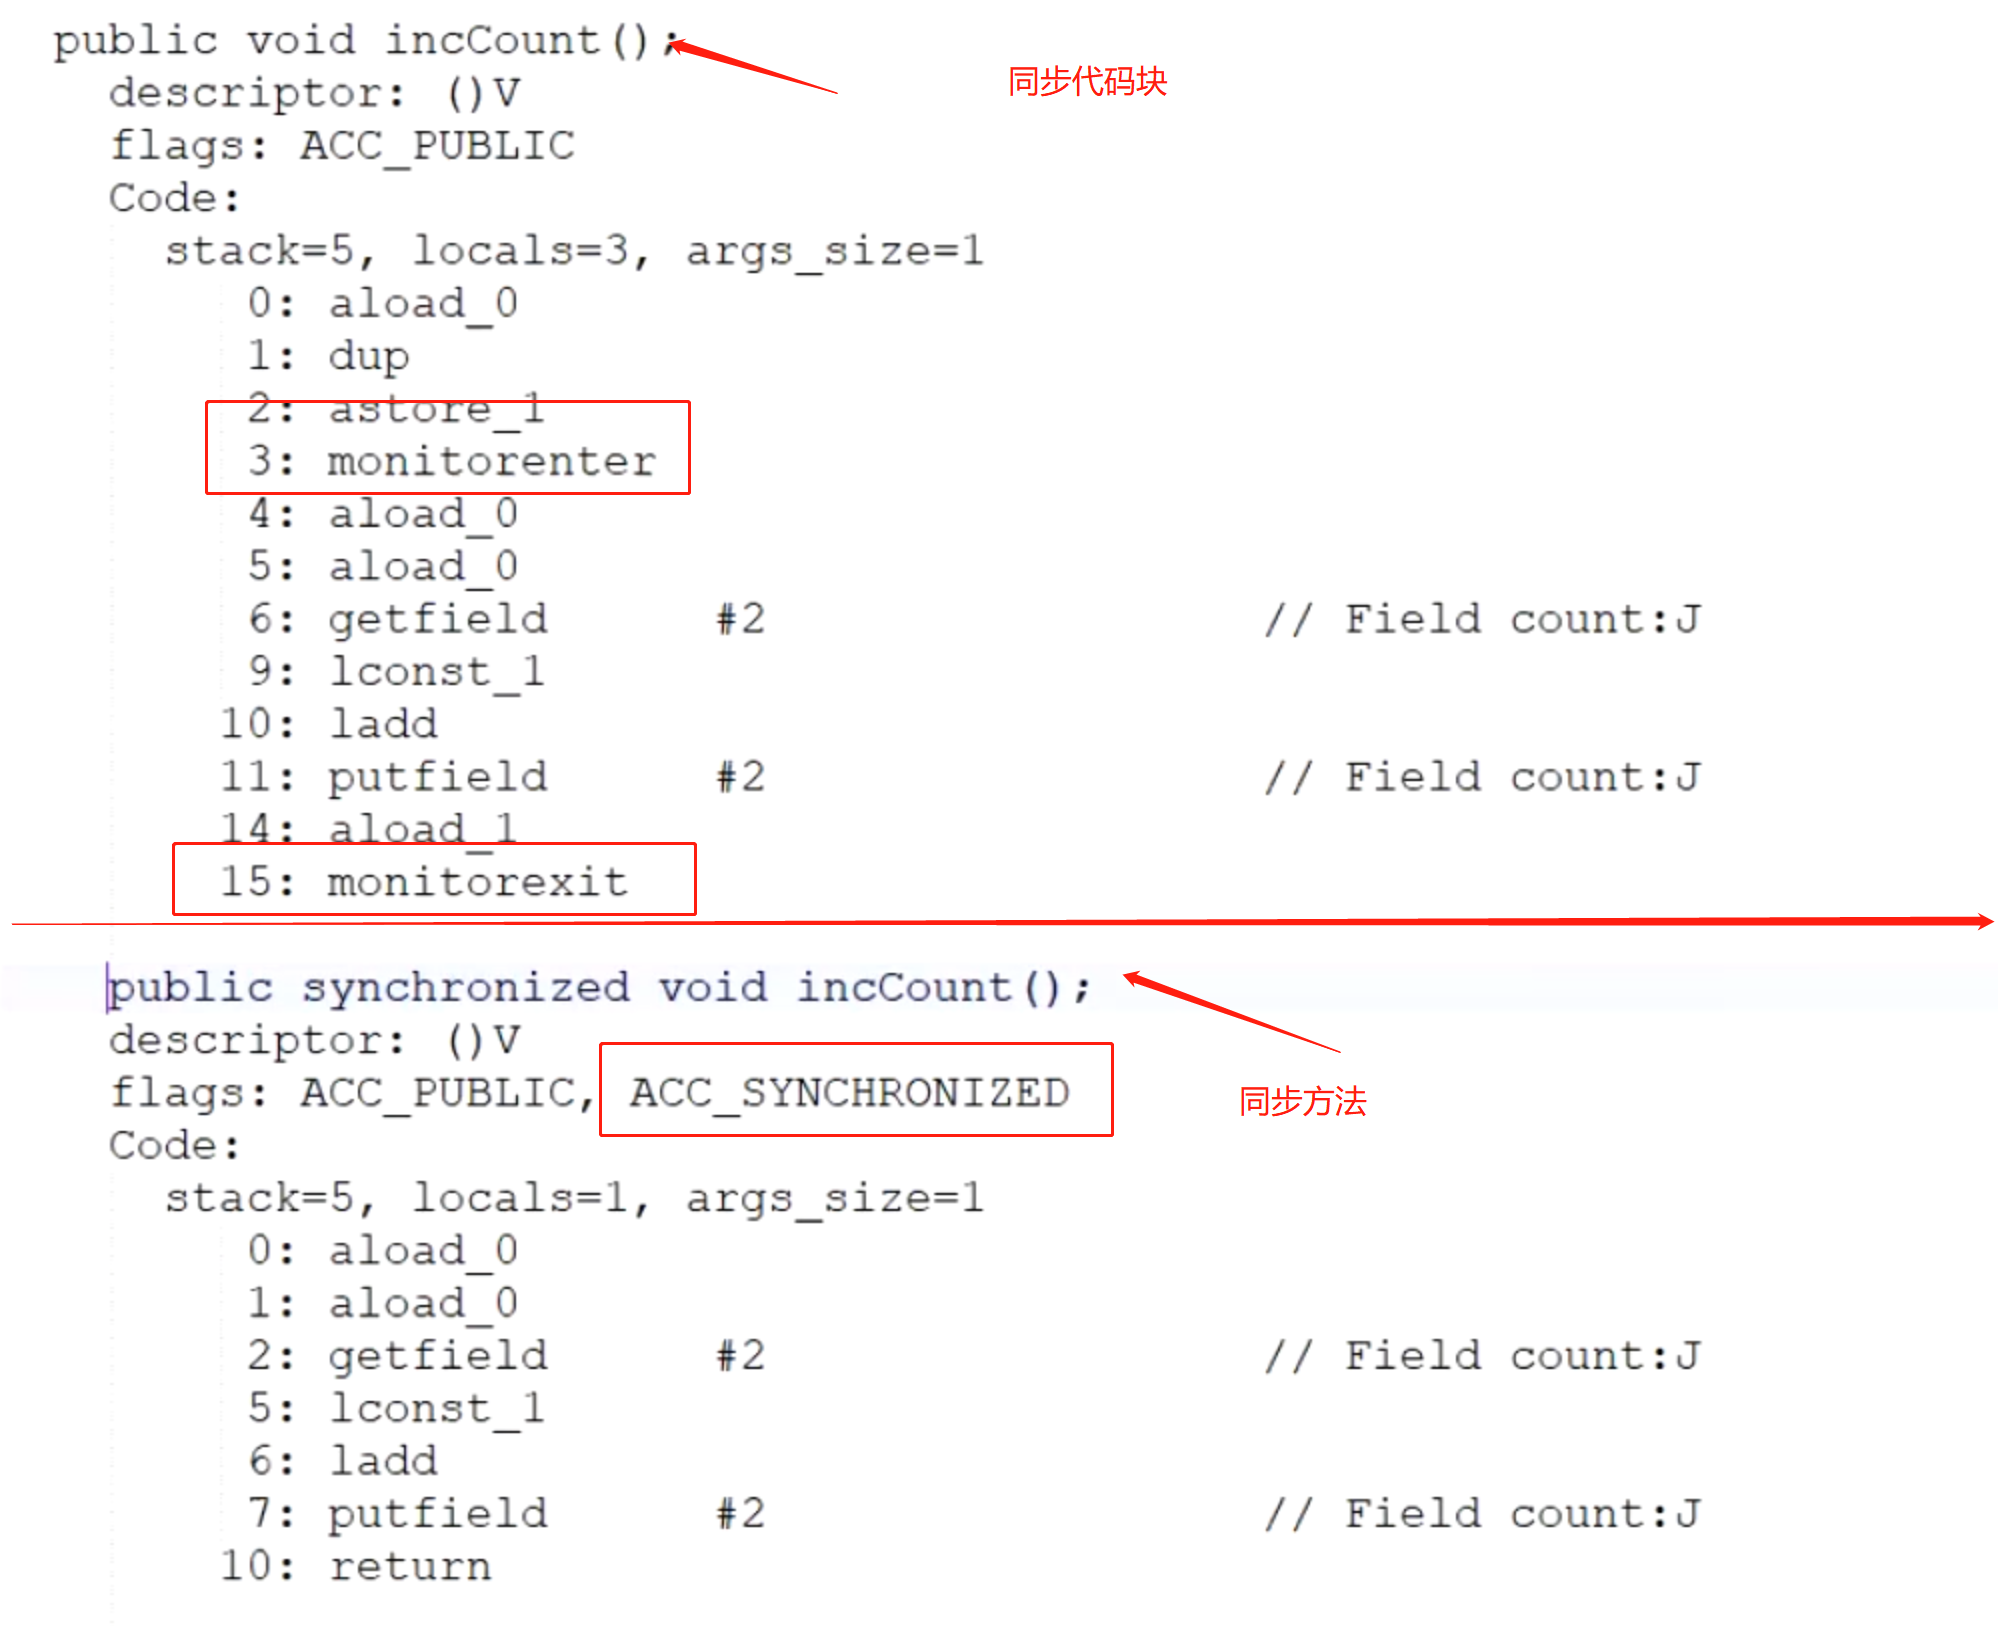 public void incCount();
同步代码块
descriptor: ()V
flags: ACC_PUBLIC
Code:
stack=5, locals=3, args_size=1
0: aload_0
1: dup
2: astore_1
3: monitorenter
4: aload_0
5: aload_0
6: getfield #2 // Field count:J
9: lconst_1
10: ladd
11: putfield #2 // Field count:J
14: aload_1
15: monitorexit
public synchronized void incCount();
descriptor: ()V
flags: ACC_PUBLIC, ACC_SYNCHRONIZED
同步方法
Code:
stack=5, locals=1, args_size=1
0: aload_0
1: aload_0
2: getfield #2 // Field count:J
5: lconst_1
6: ladd
7: putfield #2 // Field count:J
10: return